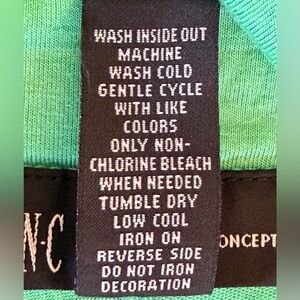 WASH INSIDE OUT
MACHINE
WASH COLD
GENTLE CYCLE
WITH LIKE
COLORS
ONLY NON-
CHLORINE BLEACH
WHEN NEEDED
TUMBLE DRY
LOW COOL
IRON ON
REVERSE SIDE
DO NOT IRON
DECORATION
N·C
ONCEPT